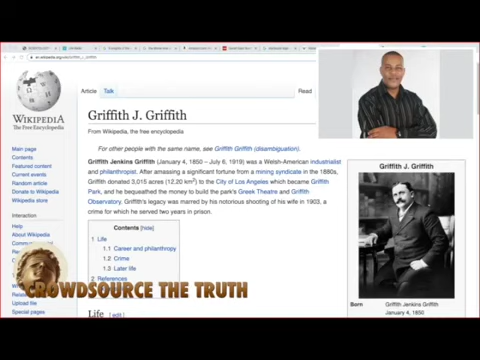 en.wikipedia.org/wiki/Griffith_J._Griffith
WIKIPEDIA
The Free Encyclopedia
Main page
Contents
Featured content
Current events
Random article
Donate to Wikipedia
Wikipedia store
Interaction
Help
About Wikipedia
Upload file
Special pages
Article Talk Read
Griffith J. Griffith
From Wikipedia, the free encyclopedia
For other people with the same name, see Griffith Griffith (disambiguation).
Griffith Jenkins Griffith (January 4, 1850 – July 6, 1919) was a Welsh-American industrialist
and philanthropist. After amassing a significant fortune from a mining syndicate in the 1880s,
Griffith donated 3,015 acres (12.20 km²) to the City of Los Angeles which became Griffith
Park, and he bequeathed the money to build the park's Greek Theatre and Griffith
Observatory. Griffith's legacy was marred by his notorious shooting of his wife in 1903, a
crime for which he served two years in prison.
Contents [hide]
1 Life
1.1 Career and philanthropy
1.2 Crime
1.3 Later life
2 References
Life [edit]
Griffith J. Griffith
Born Griffith Jenkins Griffith
January 4, 1850
CROWDSOURCE THE TRUTH